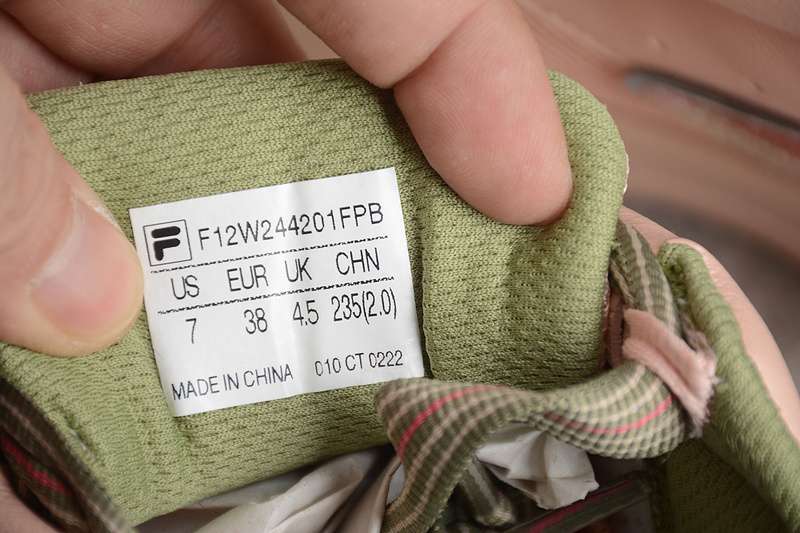 F F12W244201FPB
US EUR UK CHN
7 38 4.5 235(2.0)
MADE IN CHINA 010 CT 0222